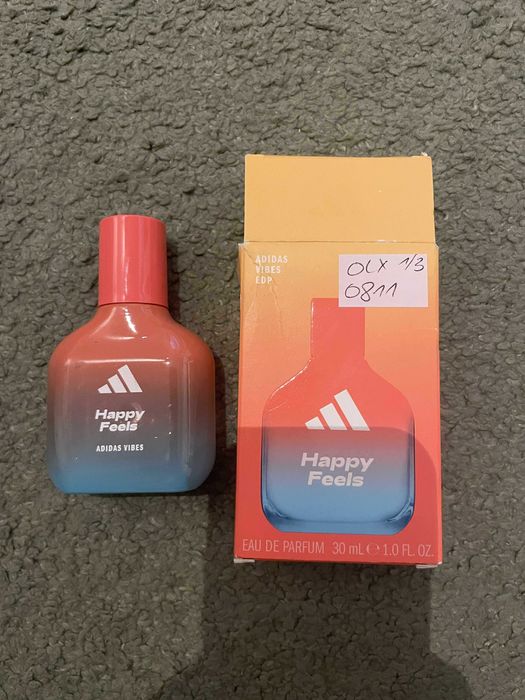 Happy
Feels
ADIDAS VIBES
ADIDAS
VIBES
EDP
OLX 1/3
0811
Happy
Feels
EAU DE PARFUM 30 mL ℮ 1.0 FL. OZ.